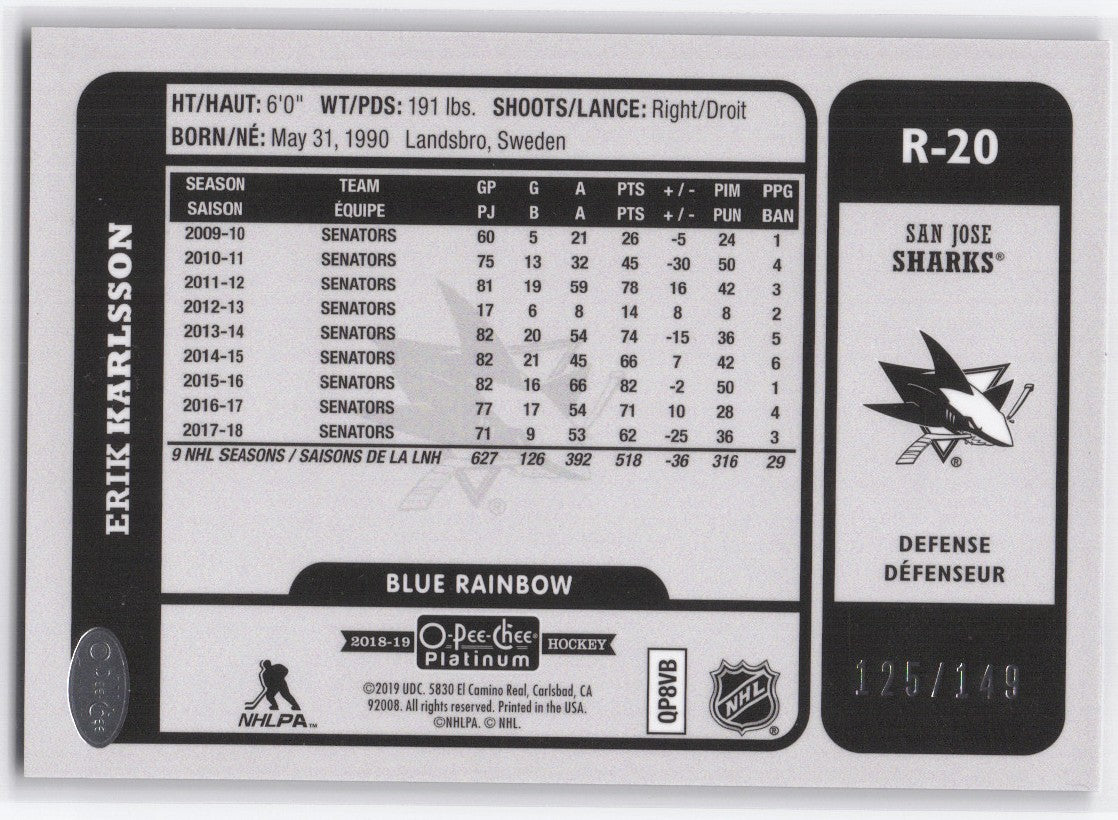 HT/HAUT: 6'0" WT/PDS: 191 lbs. SHOOTS/LANCE: Right/Droit
BORN/NÉ: May 31, 1990 Landsbro, Sweden
SEASON TEAM GP G A PTS + / - PIM PPG
SAISON ÉQUIPE PJ B A PTS + / - PUN BAN
2009-10 SENATORS 60 5 21 26 -5 24 1
2010-11 SENATORS 75 13 32 45 -30 50 4
2011-12 SENATORS 81 19 59 78 16 42 3
2012-13 SENATORS 17 6 8 14 8 8 2
2013-14 SENATORS 82 20 54 74 -15 36 5
2014-15 SENATORS 82 21 45 66 7 42 6
2015-16 SENATORS 82 16 66 82 -2 50 1
2016-17 SENATORS 77 17 54 71 10 28 4
2017-18 SENATORS 71 9 53 62 -25 36 3
9 NHL SEASONS / SAISONS DE LA LNH 627 126 392 518 -36 316 29
ERIK KARLSSON
BLUE RAINBOW
2018-19 O-Pee-Chee® HOCKEY
Platinum
NHLPA™
©2019 UDC. 5830 El Camino Real, Carlsbad, CA
92008. All rights reserved. Printed in the USA.
©NHLPA. © NHL.
QP8VB
NHL®
O-Pee-Chee
R-20
SAN JOSE
SHARKS®
®
DEFENSE
DÉFENSEUR
125/149